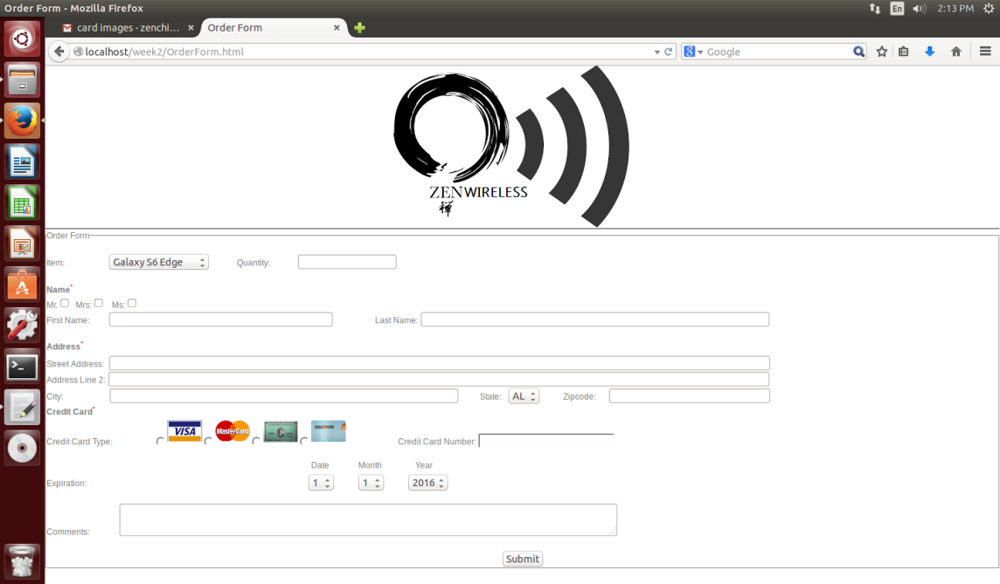 Order Form - Mozilla Firefox
En
2:13 PM
card images - zenchi... ×
Order Form ×
localhost/week2/OrderForm.html
8 Google
ZENWIRELESS
禅
Order Form
Item: Galaxy S6 Edge Quantity:
Name*
Mr. Mrs: Ms:
First Name: Last Name:
Address*
Street Address:
Address Line 2:
City: State: AL Zipcode:
Credit Card*
Credit Card Type: VISA MasterCard DISCOVER Credit Card Number:
Date Month Year
Expiration: 1 1 2016
Comments:
Submit